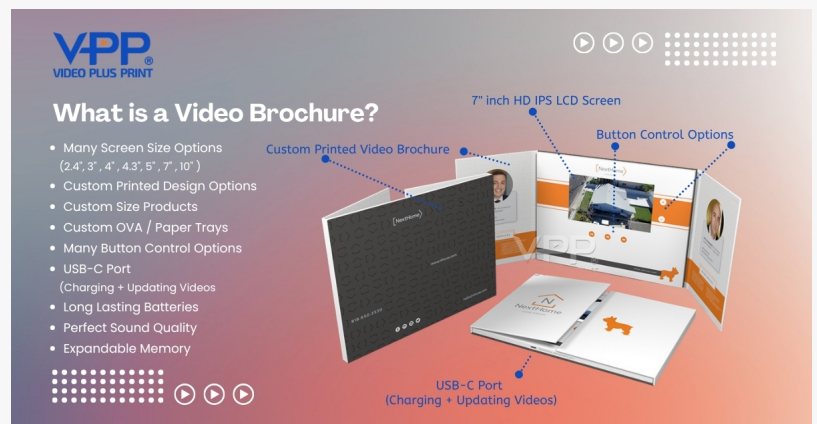 VPP®
VIDEO PLUS PRINT
What is a Video Brochure?
• Many Screen Size Options
(2.4", 3" , 4" , 4.3", 5" , 7" , 10" )
• Custom Printed Design Options
• Custom Size Products
• Custom OVA / Paper Trays
• Many Button Control Options
• USB-C Port
(Charging + Updating Videos
• Long Lasting Batteries
• Perfect Sound Quality
• Expandable Memory
7" inch HD IPS LCD Screen
Button Control Options
Custom Printed Video Brochure
NextHome
NextHome
VPP
N
NextHome
USB-C Port
(Charging + Updating Videos)